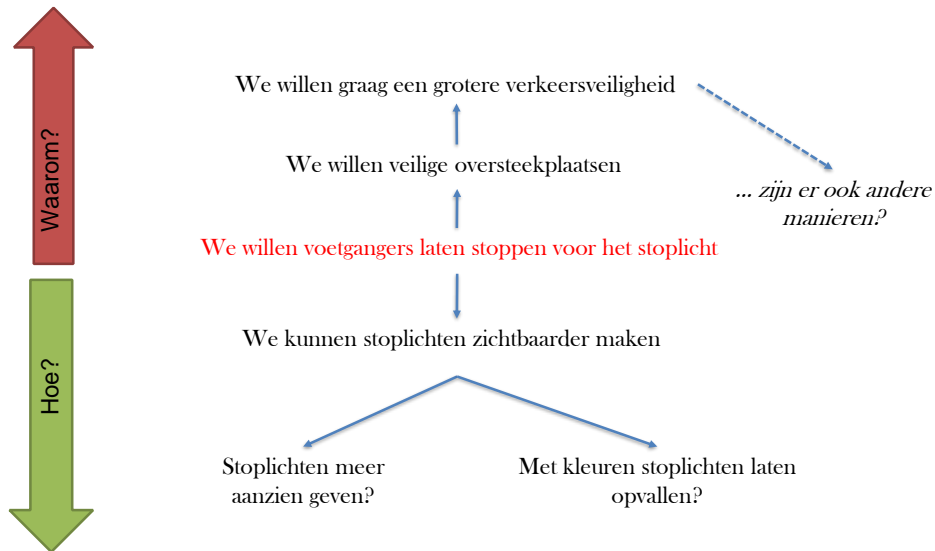 Waarom?
We willen graag een grotere verkeersveiligheid
We willen veilige oversteekplaatsen
... zijn er ook andere
manieren?
We willen voetgangers laten stoppen voor het stoplicht
Hoe?
We kunnen stoplichten zichtbaarder maken
Stoplichten meer
aanzien geven?
Met kleuren stoplichten laten
opvallen?